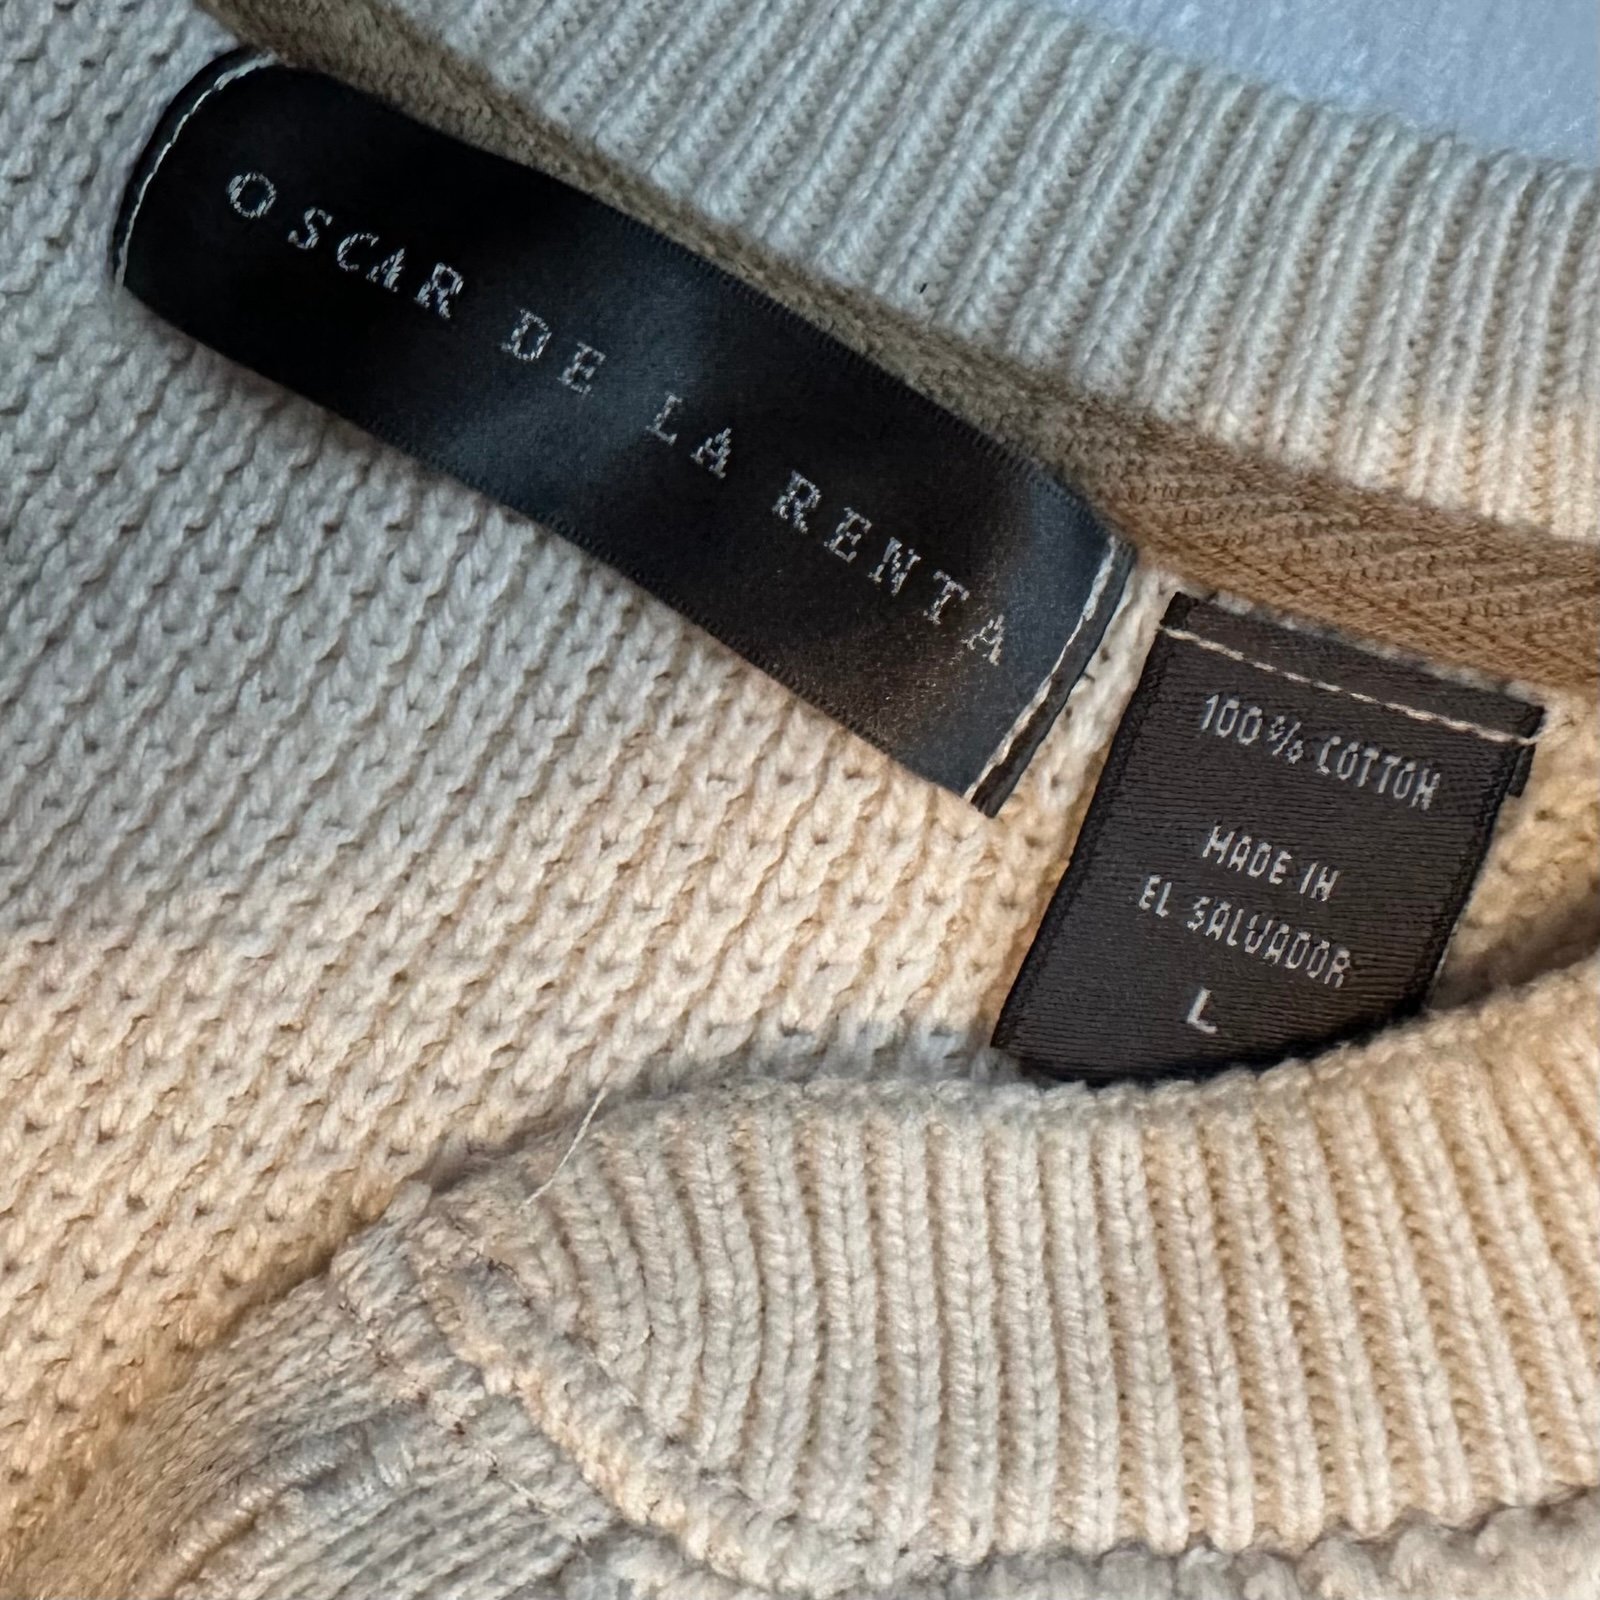 OSCAR DE LA RENTA
100% COTTON
MADE IN
EL SALVADOR
L